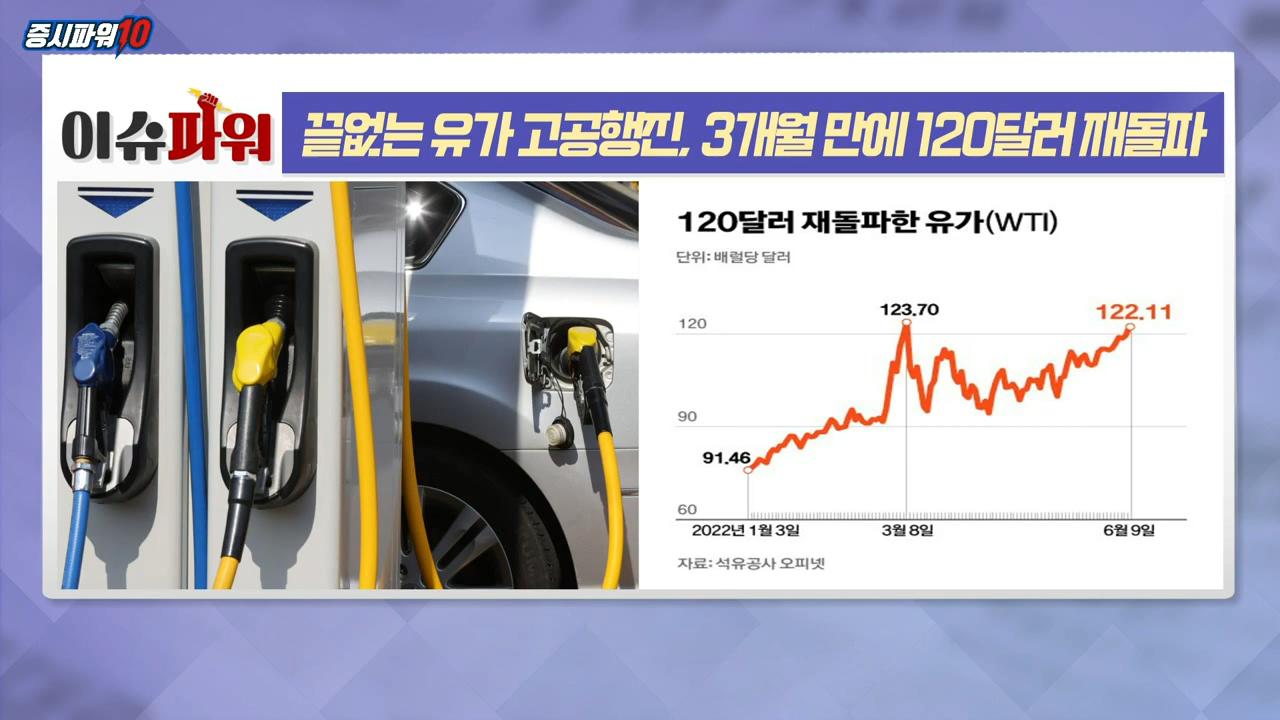 증시파워10
이슈파워
끝없는 유가 고공행진, 3개월 만에 120달러 재돌파
120달러 재돌파한 유가(WTI)
단위: 배럴당 달러
123.70
122.11
120
90
91.46
60
2022년 1월 3일
3월 8일
6월 9일
자료: 석유공사 오피넷